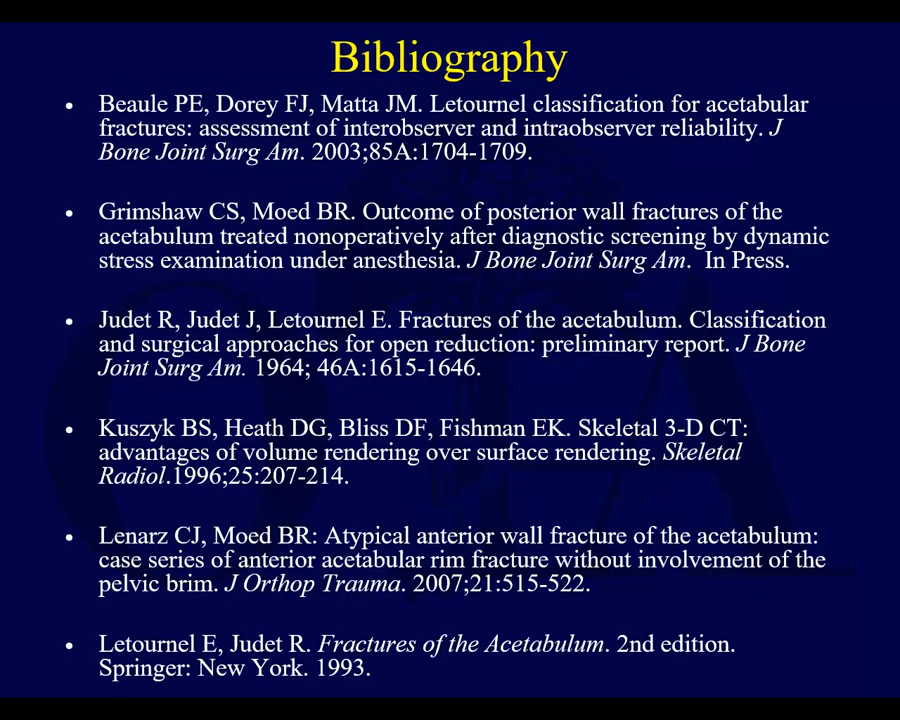 Bibliography
• Beaule PE, Dorey FJ, Matta JM. Letournel classification for acetabular
fractures: assessment of interobserver and intraobserver reliability. J
Bone Joint Surg Am. 2003;85A:1704-1709.
• Grimshaw CS, Moed BR. Outcome of posterior wall fractures of the
acetabulum treated nonoperatively after diagnostic screening by dynamic
stress examination under anesthesia. J Bone Joint Surg Am.  In Press.
• Judet R, Judet J, Letournel E. Fractures of the acetabulum. Classification
and surgical approaches for open reduction: preliminary report. J Bone
Joint Surg Am. 1964; 46A:1615-1646.
• Kuszyk BS, Heath DG, Bliss DF, Fishman EK. Skeletal 3-D CT:
advantages of volume rendering over surface rendering. Skeletal
Radiol.1996;25:207-214.
• Lenarz CJ, Moed BR: Atypical anterior wall fracture of the acetabulum:
case series of anterior acetabular rim fracture without involvement of the
pelvic brim. J Orthop Trauma. 2007;21:515-522.
• Letournel E, Judet R. Fractures of the Acetabulum. 2nd edition.
Springer: New York. 1993.
OTA